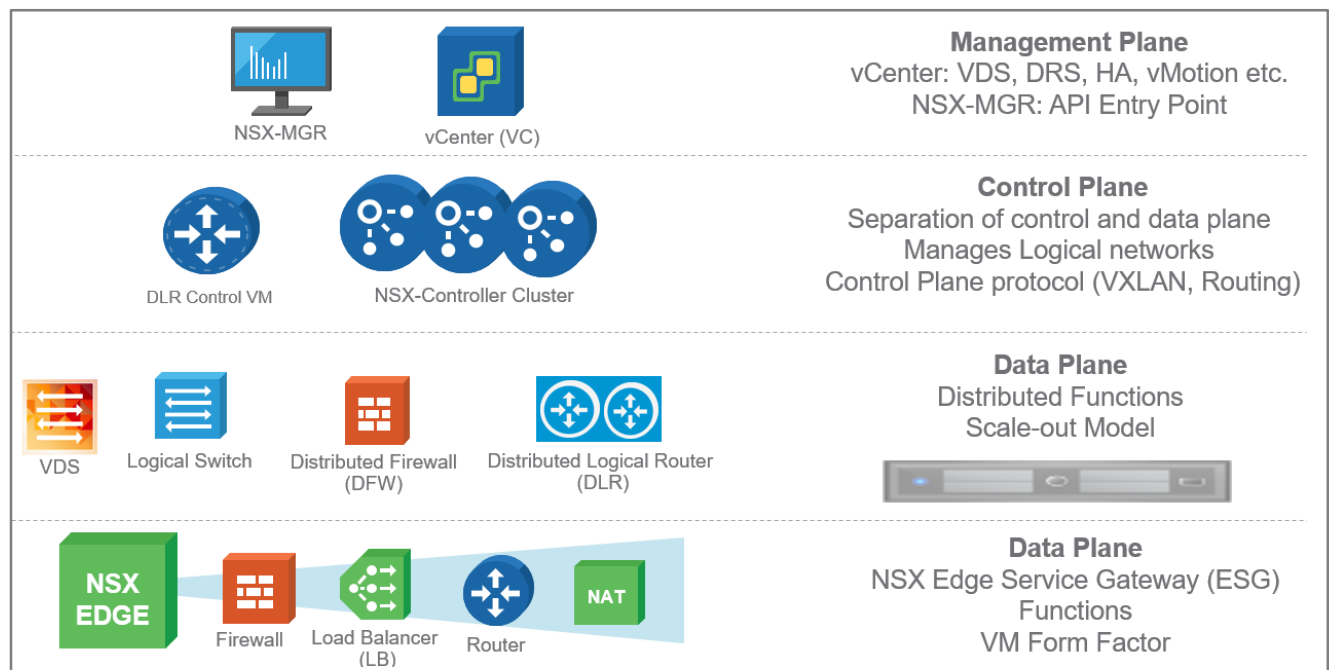 Management Plane
vCenter: VDS, DRS, HA, vMotion etc.
NSX-MGR: API Entry Point
NSX-MGR
vCenter (VC)
Control Plane
Separation of control and data plane
Manages Logical networks
Control Plane protocol (VXLAN, Routing)
DLR Control VM
NSX-Controller Cluster
Data Plane
Distributed Functions
Scale-out Model
VDS
Logical Switch
Distributed Firewall
(DFW)
Distributed Logical Router
(DLR)
NSX
EDGE
Firewall
Load Balancer
(LB)
Router
NAT
Data Plane
NSX Edge Service Gateway (ESG)
Functions
VM Form Factor